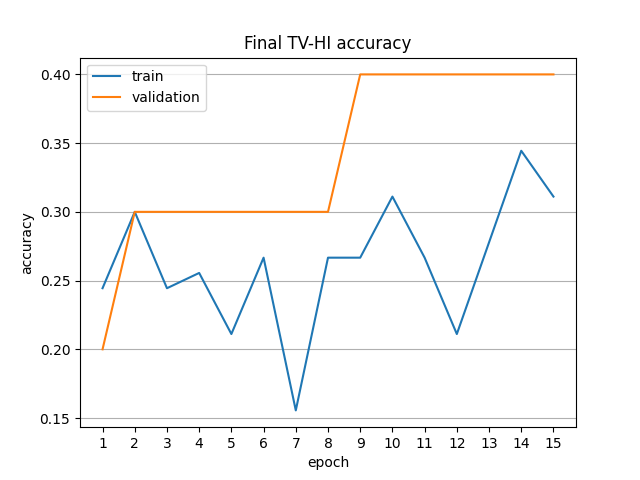 Final TV-HI accuracy
train
validation
0.40
0.35
0.30
0.25
0.20
0.15
accuracy
1 2 3 4 5 6 7 8 9 10 11 12 13 14 15
epoch